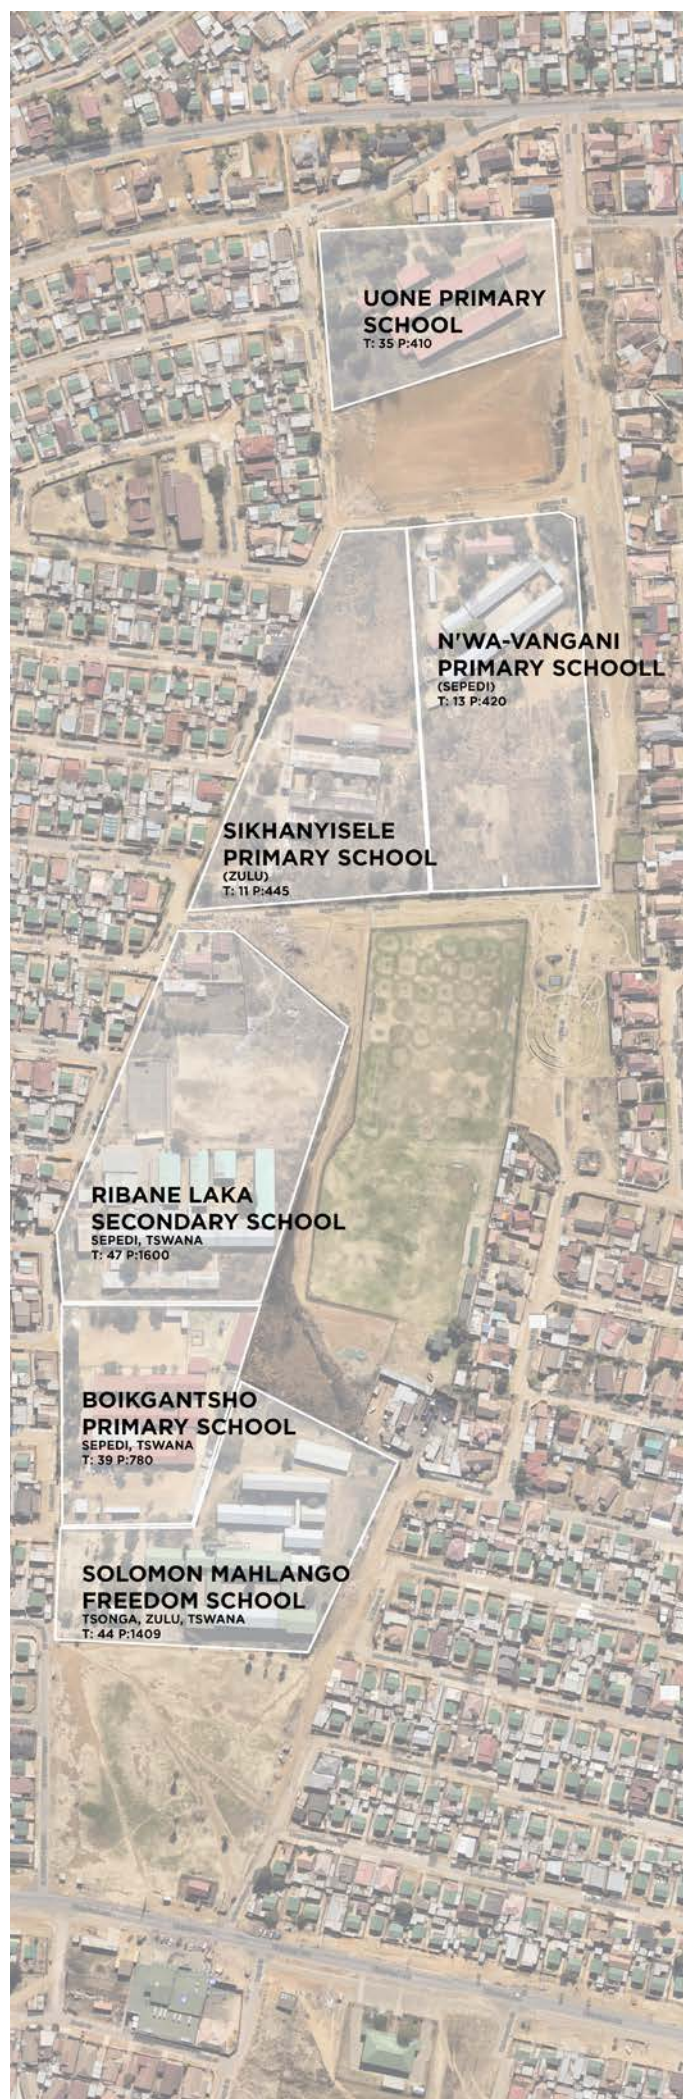 UONE PRIMARY
SCHOOL
T: 35 P:410
N'WA-VANGANI
PRIMARY SCHOOLL
(SEPEDI)
T: 13 P:420
SIKHANYISELE
PRIMARY SCHOOL
(ZULU)
T: 11 P:445
RIBANE LAKA
SECONDARY SCHOOL
SEPEDI, TSWANA
T: 47 P:1600
BOIKGANTSHO
PRIMARY SCHOOL
SEPEDI, TSWANA
T: 39 P:780
SOLOMON MAHLANGO
FREEDOM SCHOOL
TSONGA, ZULU, TSWANA
T: 44 P:1409